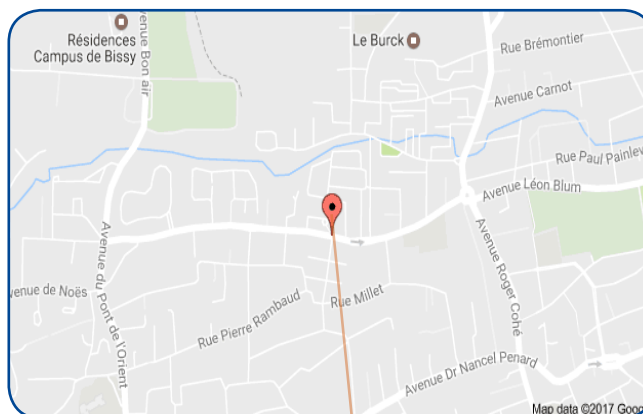 Résidences
Campus de Bissy
Avenue Bon air
Le Burck
Rue Brémontier
Avenue Carnot
Rue Paul Painlev
Avenue Léon Blum
Avenue Roger Cohé
Avenue du Pont de l'Orient
venue de Noës
Rue Pierre Rambaud
Rue Millet
Avenue Dr Nancel Penard
Map data ©2017 Goog